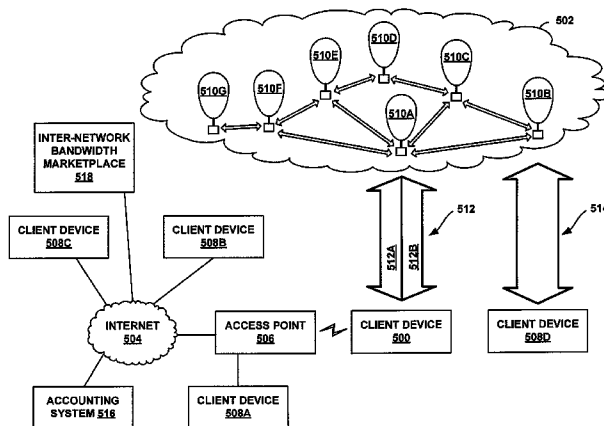 502
510D
510E
510C
510F
510G
510B
510A
INTER-NETWORK
BANDWIDTH
MARKETPLACE
518
512
514
CLIENT DEVICE
508C
CLIENT DEVICE
508B
512A
512B
INTERNET
504
ACCESS POINT
506
CLIENT DEVICE
500
CLIENT DEVICE
508D
ACCOUNTING
SYSTEM 516
CLIENT DEVICE
508A